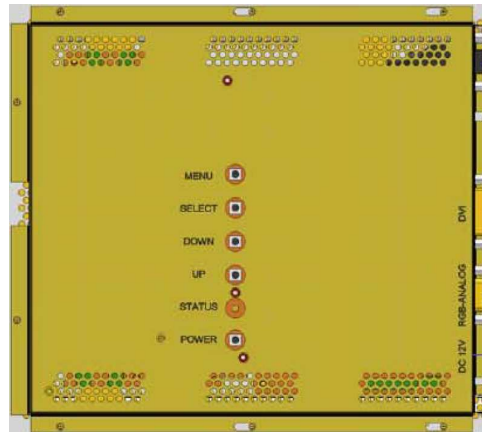 MENU
SELECT
DOWN
UP
STATUS
POWER
DVI
RGB-ANALOG
DC 12V